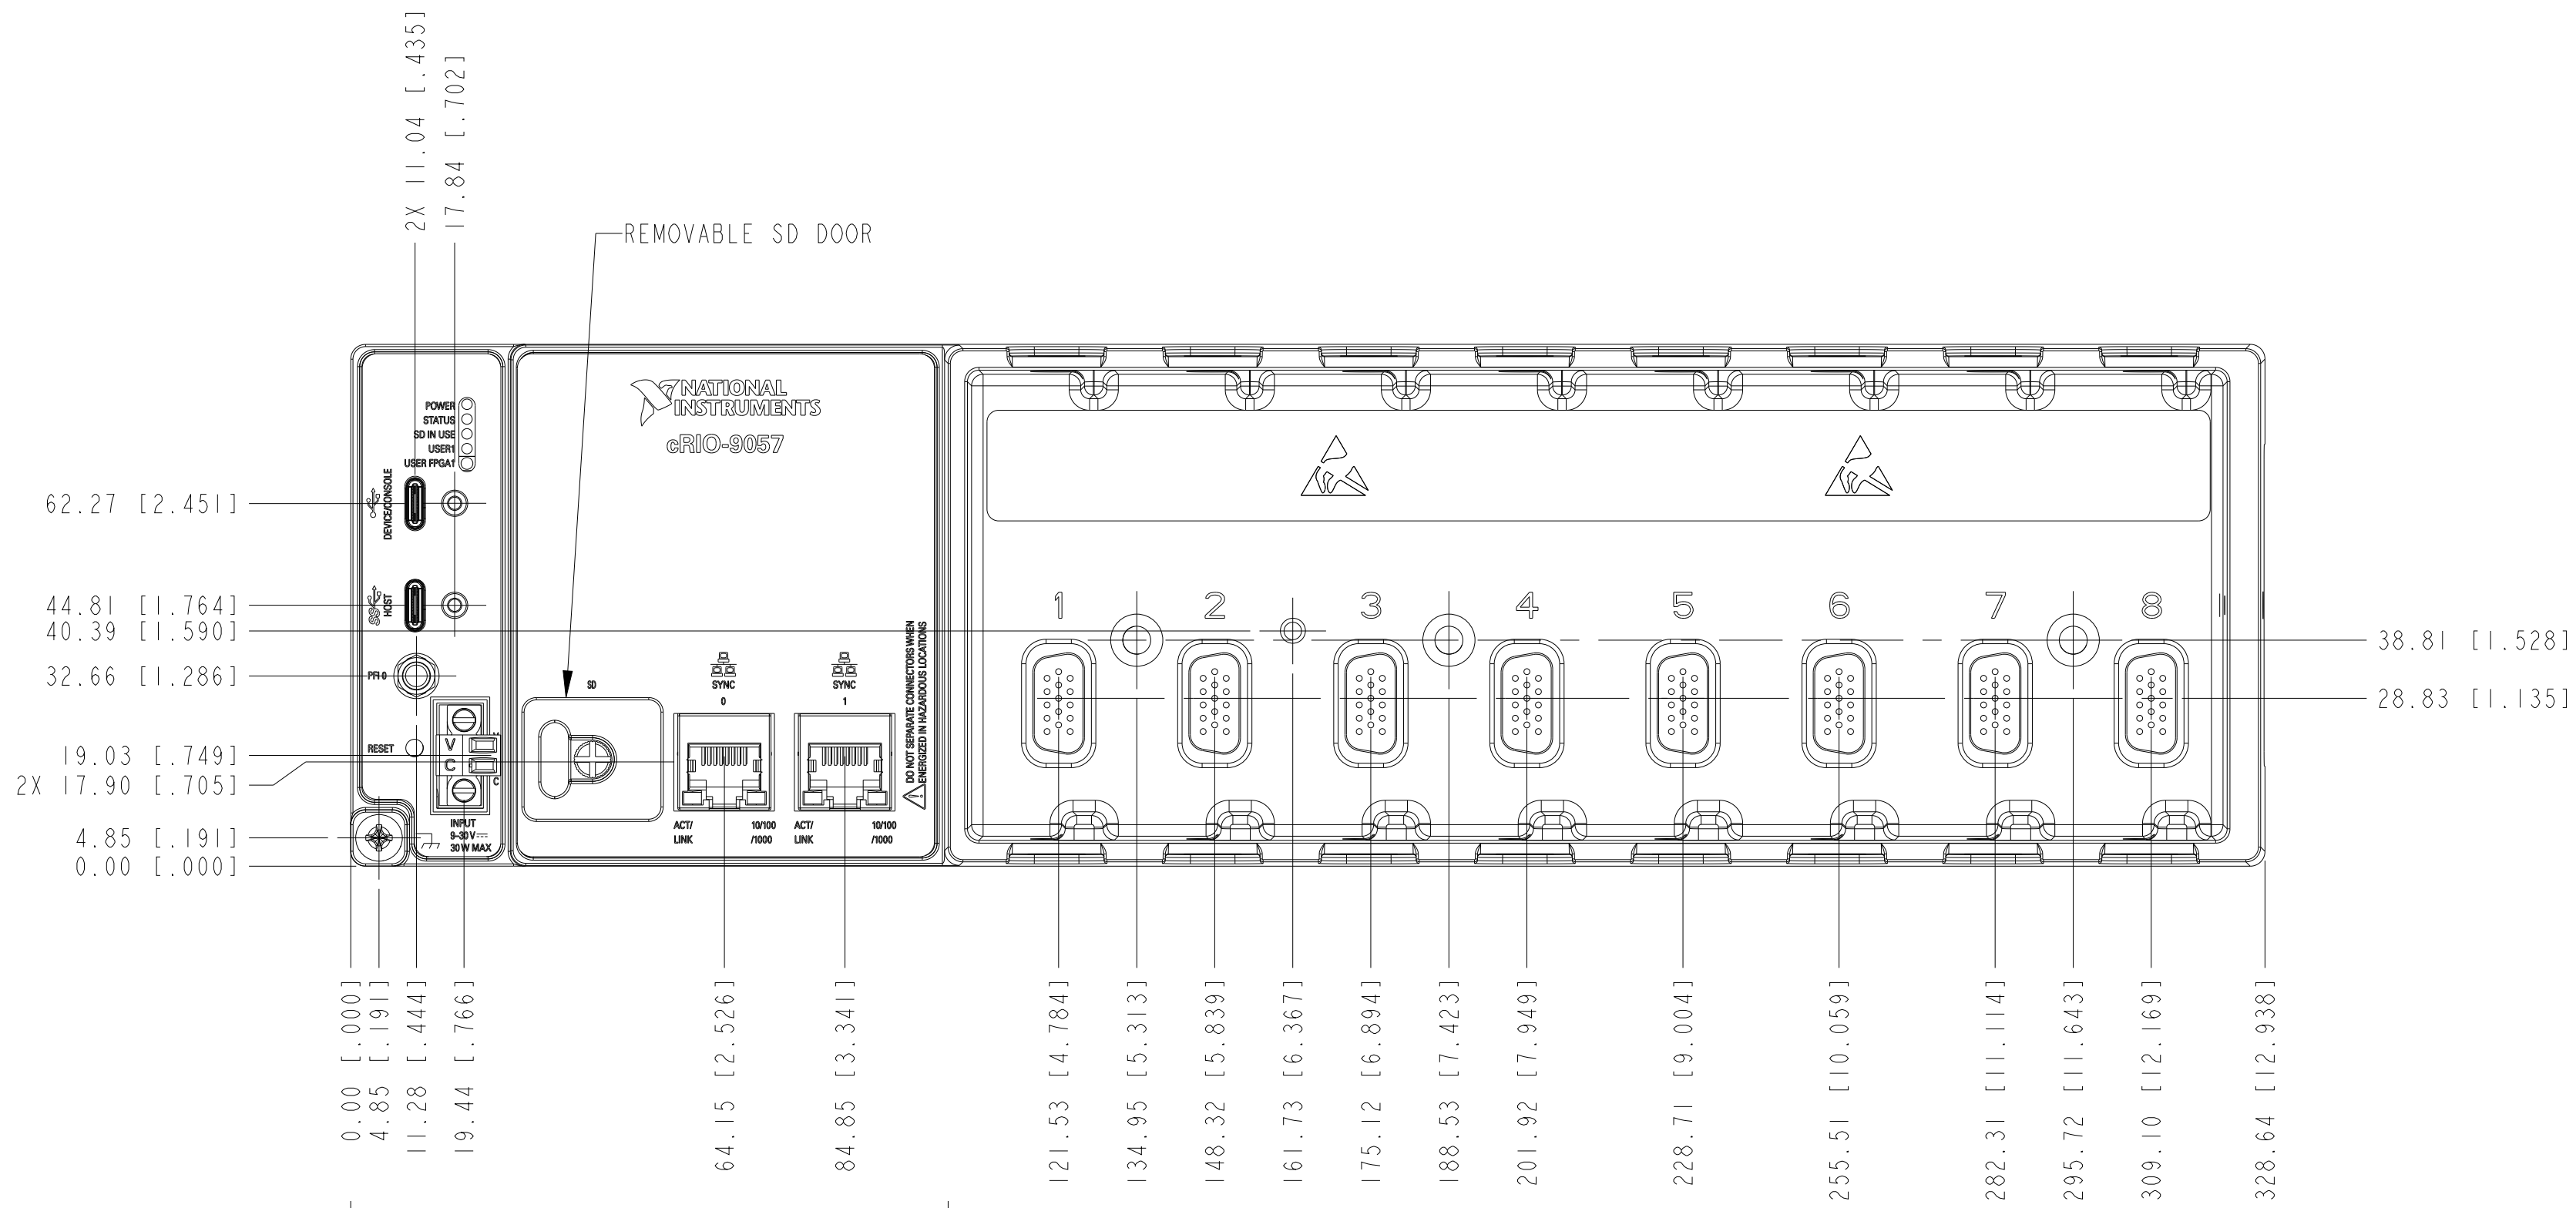 2X 11.04 [.435]
17.84 [.702]
REMOVABLE SD DOOR
NATIONAL
INSTRUMENTS
cRIO-9057
POWER
STATUS
SD IN USE
USER1
USER FPGA1
DEVICE/CONSOLE
SS
HOST
PFI 0
RESET
V
C
V
C
INPUT
9-30 V
30 W MAX
SD
SYNC
0
SYNC
1
ACT/
LINK
10/100
/1000
ACT/
LINK
10/100
/1000
DO NOT SEPARATE CONNECTORS WHEN
ENERGIZED IN HAZARDOUS LOCATIONS
1 2 3 4 5 6 7 8
62.27 [2.451]
44.81 [1.764]
40.39 [1.590]
32.66 [1.286]
19.03 [.749]
2X 17.90 [.705]
4.85 [.191]
0.00 [.000]
38.81 [1.528]
28.83 [1.135]
0.00 [.000]
4.85 [.191]
11.28 [.444]
19.44 [.766]
64.15 [2.526]
84.85 [3.341]
121.53 [4.784]
134.95 [5.313]
148.32 [5.839]
161.73 [6.367]
175.12 [6.894]
188.53 [7.423]
201.92 [7.949]
228.71 [9.004]
255.51 [10.059]
282.31 [11.114]
295.72 [11.643]
309.10 [12.169]
328.64 [12.938]